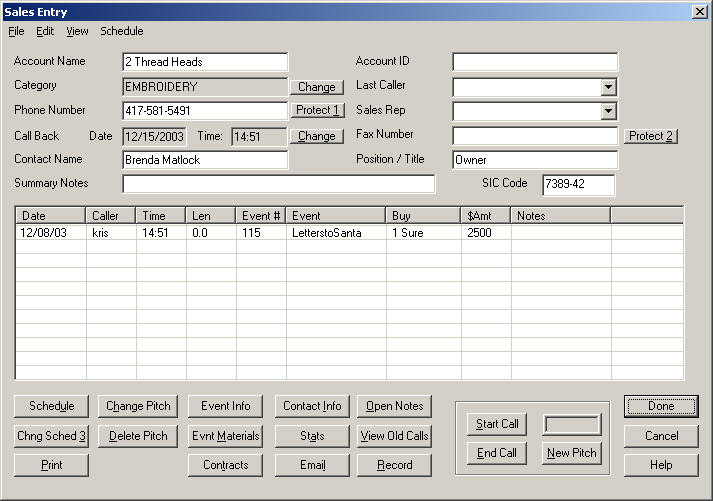 Sales Entry
File Edit View Schedule
Account Name 2 Thread Heads Account ID
Category EMBROIDERY Change Last Caller
Phone Number 417-581-5491 Protect 1 Sales Rep
Call Back Date 12/15/2003 Time: 14:51 Change Fax Number Protect 2
Contact Name Brenda Matlock Position / Title Owner
Summary Notes SIC Code 7389-42
Date Caller Time Len Event # Event Buy $Amt Notes
12/08/03 kris 14:51 0.0 115 LetterstoSanta 1 Sure 2500
Schedule Change Pitch Event Info Contact Info Open Notes Done
Start Call
Chng Sched 3 Delete Pitch Evnt Materials Stats View Old Calls Cancel
End Call New Pitch
Print Contracts Email Record Help